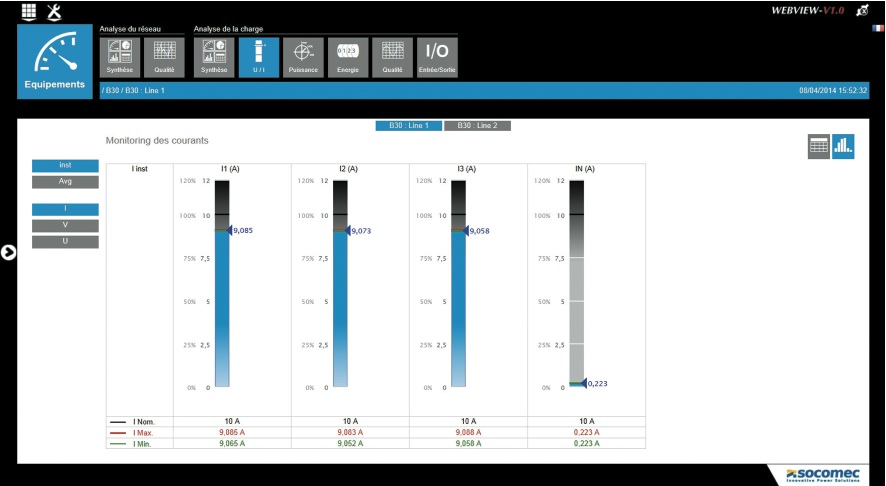 WEBVIEW-V1.0
Analyse du réseau Analyse de la charge
Synthèse Qualité Synthèse U / I Puissance Energie Qualité Entrée/Sortie
0123
I/O
Equipements
/ B30 / B30 : Line 1 08/04/2014 15:52:32
B30 : Line 1 B30 : Line 2
Monitoring des courants
inst
Avg
I
V
U
I inst I1 (A) I2 (A) I3 (A) IN (A)
120% 12 120% 12 120% 12 120% 12
100% 10 100% 10 100% 10 100% 10
9,085 9,073 9,058
75% 7,5 75% 7,5 75% 7,5 75% 7,5
50% 5 50% 5 50% 5 50% 5
25% 2,5 25% 2,5 25% 2,5 25% 2,5
0% 0 0% 0 0% 0 0% 0 0,223
I Nom. 10 A 10 A 10 A 10 A
I Max. 9,085 A 9,083 A 9,088 A 0,223 A
I Min. 9,065 A 9,052 A 9,058 A 0,223 A
socomec
Innovative Power Solutions